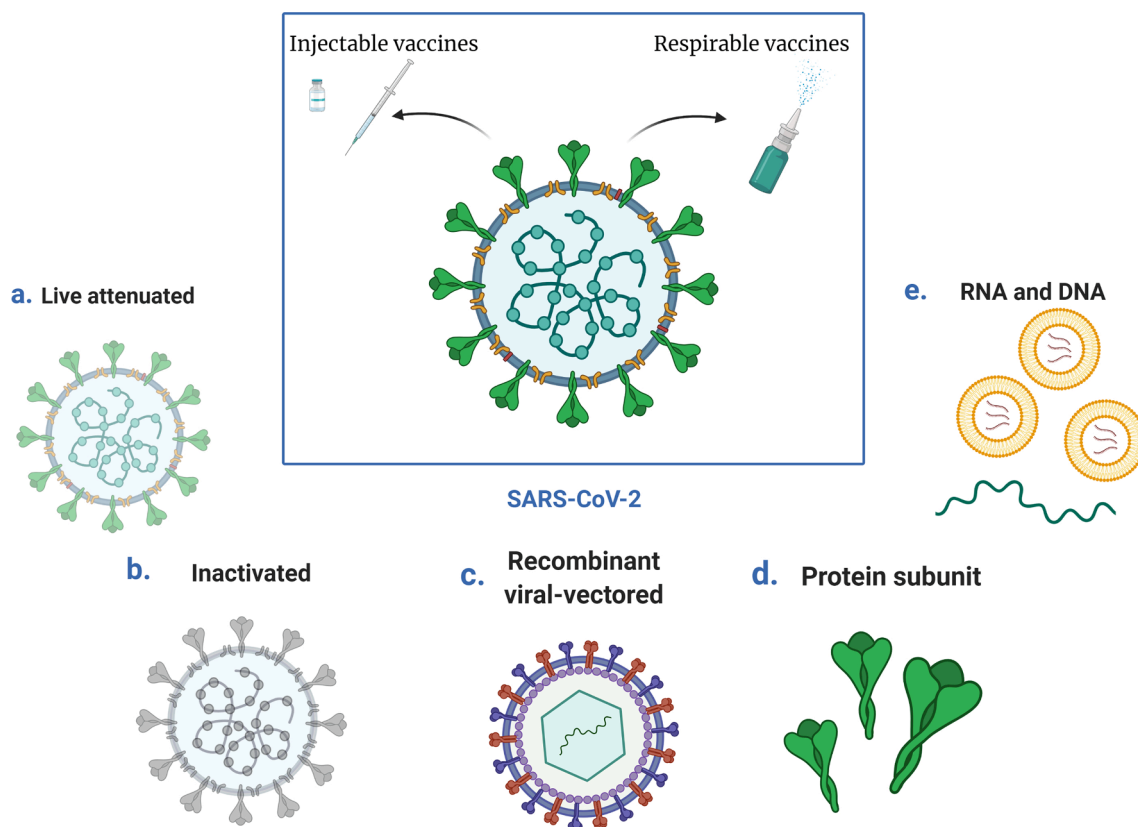 Injectable vaccines
Respirable vaccines
a. Live attenuated
e. RNA and DNA
SARS-CoV-2
b. Inactivated
c. Recombinant
viral-vectored
d. Protein subunit